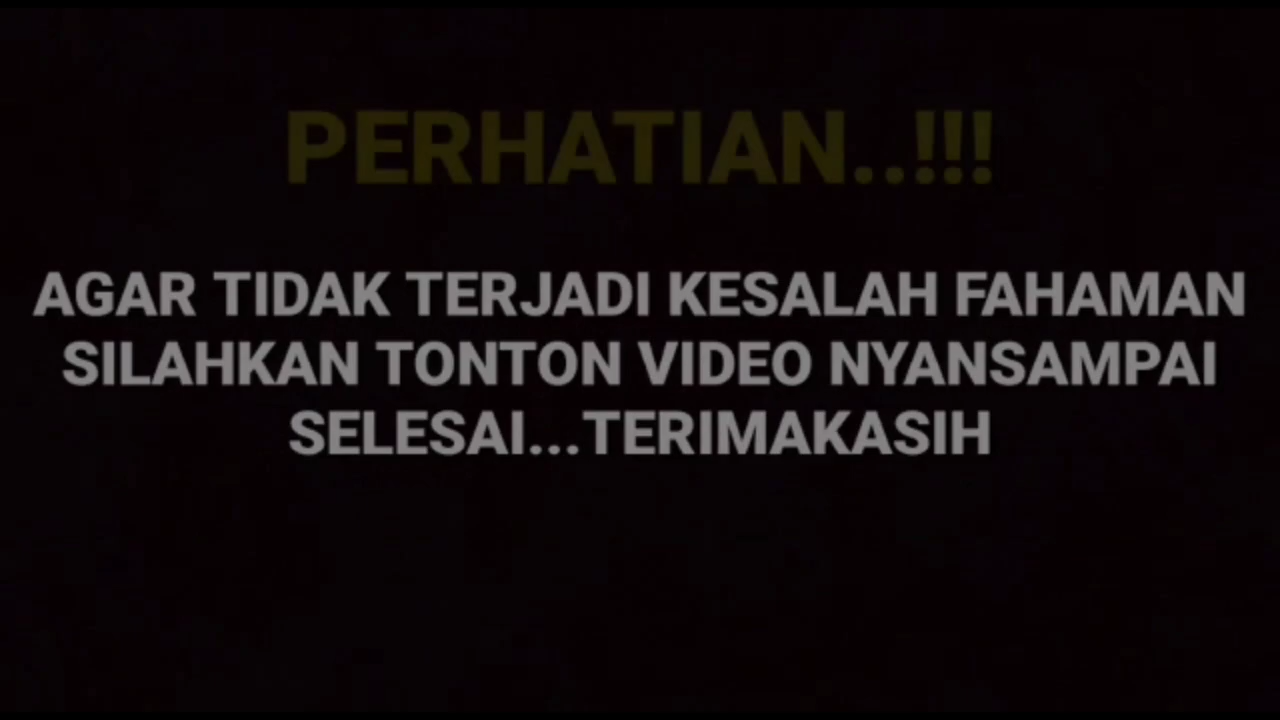 PERHATIAN..!!!
AGAR TIDAK TERJADI KESALAH FAHAMAN
SILAHKAN TONTON VIDEO NYANSAMPAI
SELESAI...TERIMAKASIH